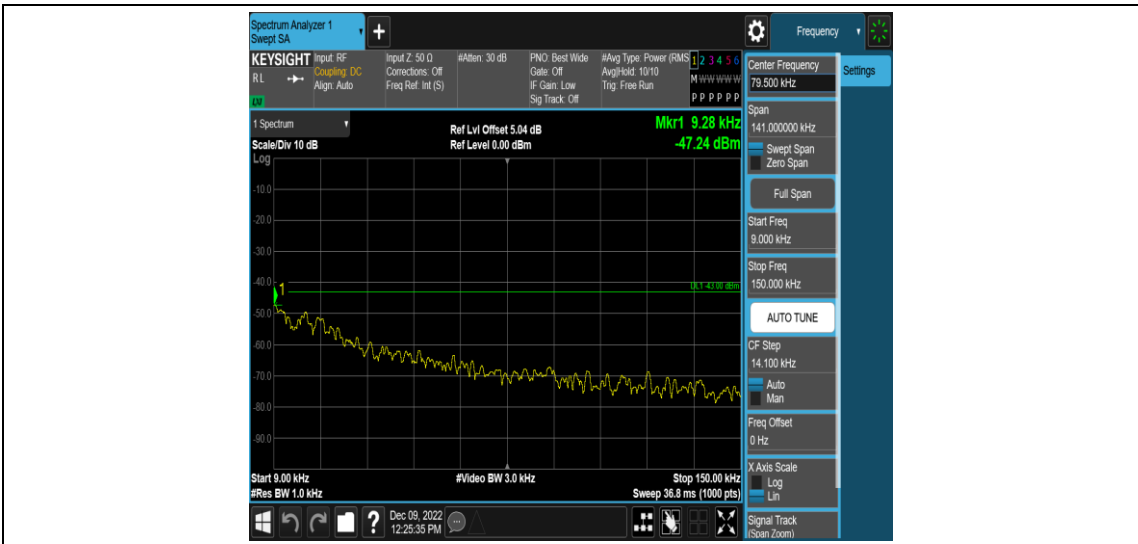 Spectrum Analyzer 1
Swept SA
Frequency
KEYSIGHT
RL
LXI
Input: RF
Coupling: DC
Align: Auto
Input Z: 50 Ω
Corrections: Off
Freq Ref: Int (S)
#Atten: 30 dB
PNO: Best Wide
Gate: Off
IF Gain: Low
Sig Track: Off
#Avg Type: Power (RMS
Avg|Hold: 10/10
Trig: Free Run
1 2 3 4 5 6
M W W W W W
P P P P P P
Center Frequency
79.500 kHz
Settings
Span
141.000000 kHz
Swept Span
Zero Span
Full Span
Start Freq
9.000 kHz
Stop Freq
150.000 kHz
AUTO TUNE
CF Step
14.100 kHz
Auto
Man
Freq Offset
0 Hz
X Axis Scale
Log
Lin
Signal Track
(Span Zoom)
1 Spectrum
Scale/Div 10 dB
Log
Ref Lvl Offset 5.04 dB
Ref Level 0.00 dBm
Mkr1 9.28 kHz
-47.24 dBm
-10.0
-20.0
-30.0
-40.0
-50.0
-60.0
-70.0
-80.0
-90.0
1
DL1 -43.00 dBm
Start 9.00 kHz
#Res BW 1.0 kHz
#Video BW 3.0 kHz
Stop 150.00 kHz
Sweep 36.8 ms (1000 pts)
?
Dec 09, 2022
12:25:35 PM